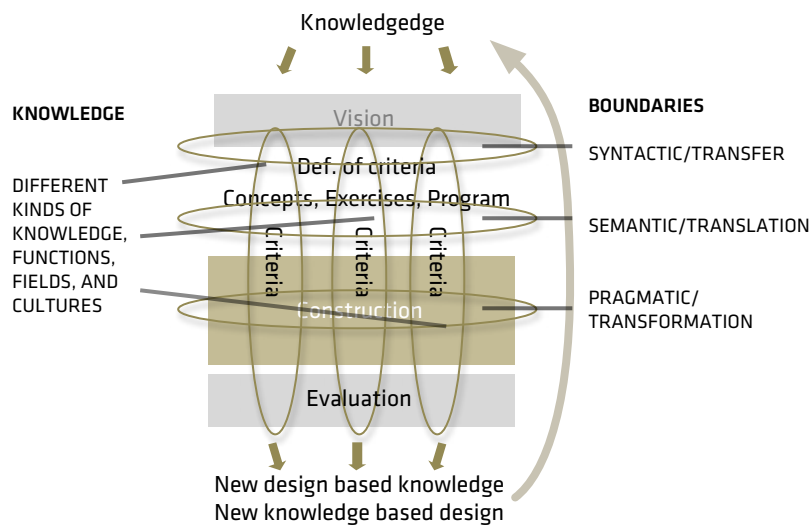 Knowledgedge
KNOWLEDGE
BOUNDARIES
Vision
SYNTACTIC/TRANSFER
Def. of criteria
DIFFERENT
KINDS OF
KNOWLEDGE,
FUNCTIONS,
FIELDS, AND
CULTURES
Concepts, Exercises, Program
SEMANTIC/TRANSLATION
Criteria
Criteria
Criteria
Construction
PRAGMATIC/
TRANSFORMATION
Evaluation
New design based knowledge
New knowledge based design